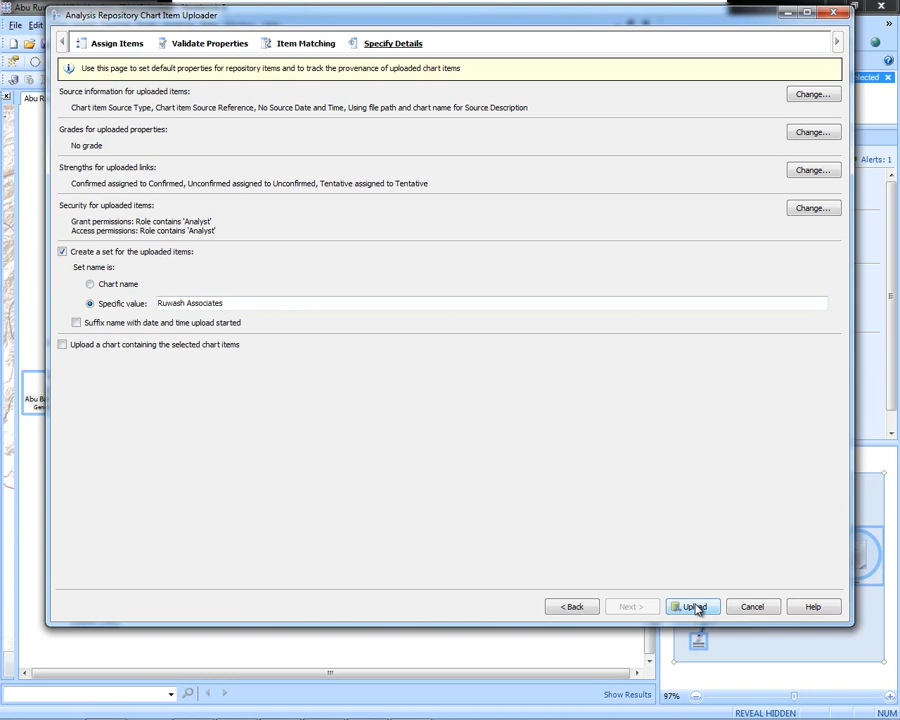 Analysis Repository Chart Item Uploader
File Edit
Assign Items Validate Properties Item Matching Specify Details
Use this page to set default properties for repository items and to track the provenance of uploaded chart items
Source information for uploaded items:
Change...
Chart item Source Type, Chart item Source Reference, No Source Date and Time, Using file path and chart name for Source Description
Grades for uploaded properties:
Change...
No grade
Alerts: 1
Strengths for uploaded links:
Change...
Confirmed assigned to Confirmed, Unconfirmed assigned to Unconfirmed, Tentative assigned to Tentative
Security for uploaded items:
Change...
Grant permissions: Role contains 'Analyst'
Access permissions: Role contains 'Analyst'
Create a set for the uploaded items:
Set name is:
Chart name
Specific value: Ruwash Associates
Suffix name with date and time upload started
Upload a chart containing the selected chart items
< Back Next > Upload Cancel Help
Show Results 97%
REVEAL HIDDEN NUM